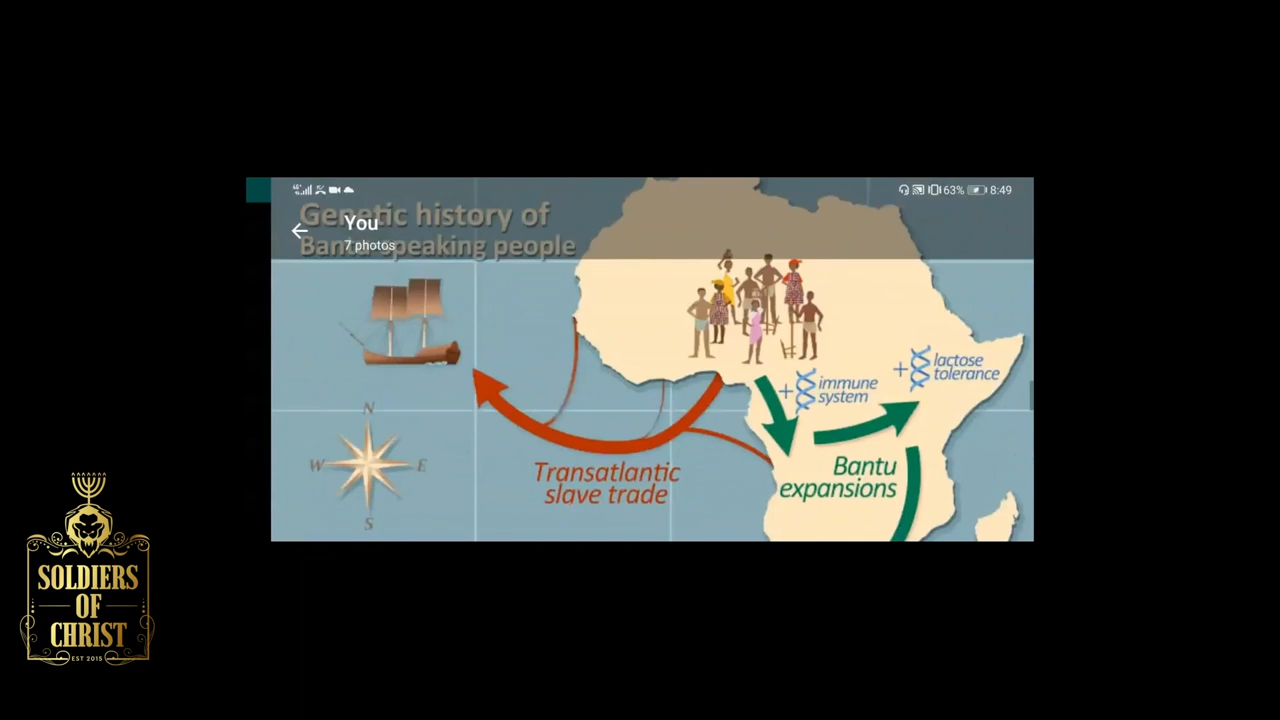 63% 8:49
Genetic history of
You
Bantu-speaking people
7 photos
+ immune
system
+ lactose
tolerance
N
W E
S
Transatlantic
slave trade
Bantu
expansions
SOLDIERS
OF
CHRIST
EST 2015